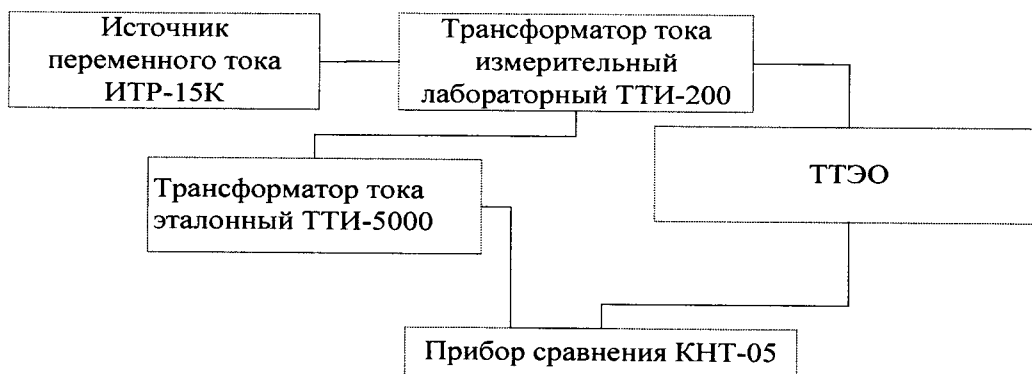 Источник
переменного тока
ИТР-15К
Трансформатор тока
измерительный
лабораторный ТТИ-200
ТТЭО
Трансформатор тока
эталонный ТТИ-5000
Прибор сравнения КНТ-05